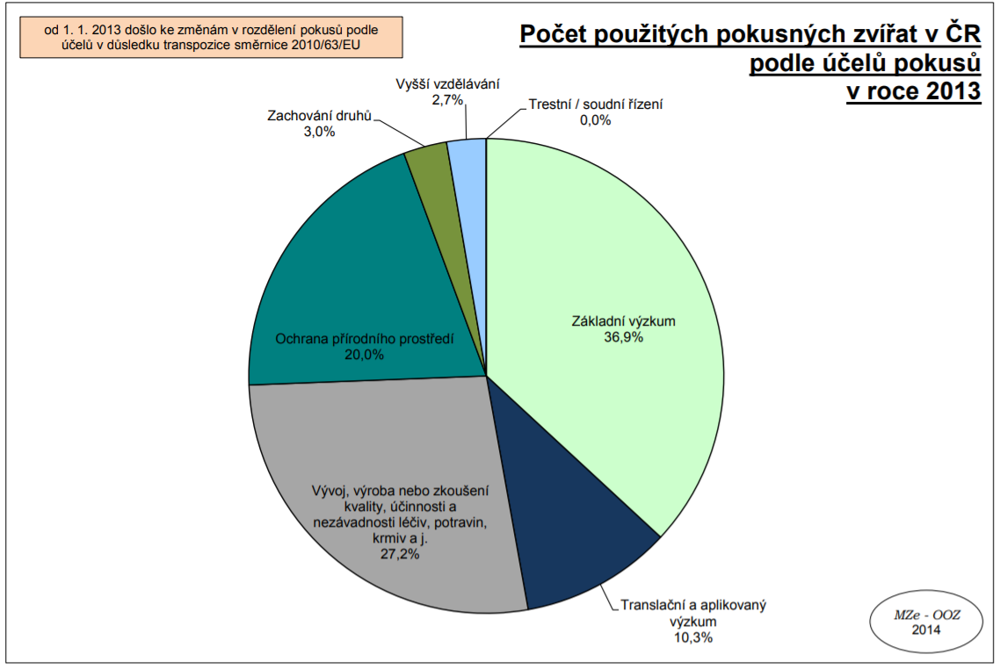 od 1. 1. 2013 došlo ke změnám v rozdělení pokusů podle
účelů v důsledku transpozice směrnice 2010/63/EU
Počet použitých pokusných zvířat v ČR
podle účelů pokusů
v roce 2013
Vyšší vzdělávání
2,7%
Trestní / soudní řízení
0,0%
Zachování druhů
3,0%
Základní výzkum
36,9%
Ochrana přírodního prostředí
20,0%
Vývoj, výroba nebo zkoušení
kvality, účinnosti a
nezávadnosti léčiv, potravin,
krmiv a j.
27,2%
Translační a aplikovaný
výzkum
10,3%
MZe - OOZ
2014